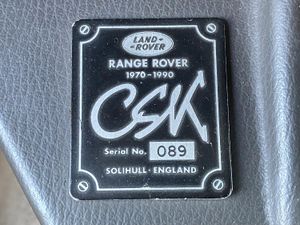 LAND-
-ROVER
RANGE ROVER
1970-1990
CSK
Serial No. 089
SOLIHULL · ENGLAND